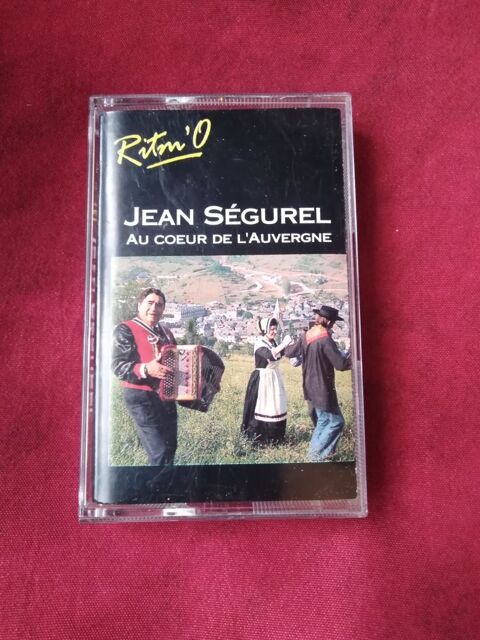 Ritm'O
JEAN SÉGUREL
AU COEUR DE L'AUVERGNE